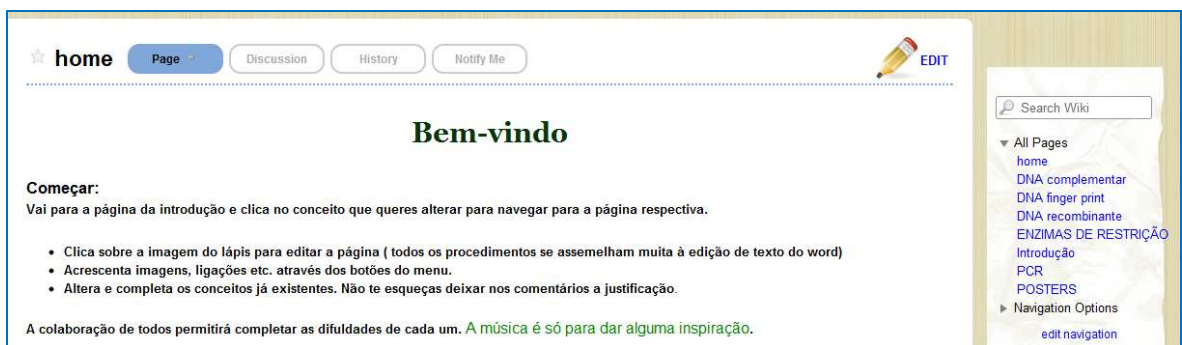 home Page Discussion History Notify Me EDIT
Bem-vindo
Começar:
Vai para a página da introdução e clica no conceito que queres alterar para navegar para a página respectiva.
• Clica sobre a imagem do lápis para editar a página ( todos os procedimentos se assemelham muita à edição de texto do word)
• Acrescenta imagens, ligações etc. através dos botões do menu.
• Altera e completa os conceitos já existentes. Não te esqueças deixar nos comentários a justificação.
A colaboração de todos permitirá completar as difuldades de cada um. A música é só para dar alguma inspiração.
Search Wiki
All Pages
home
DNA complementar
DNA finger print
DNA recombinante
ENZIMAS DE RESTRIÇÃO
Introdução
PCR
POSTERS
Navigation Options
edit navigation